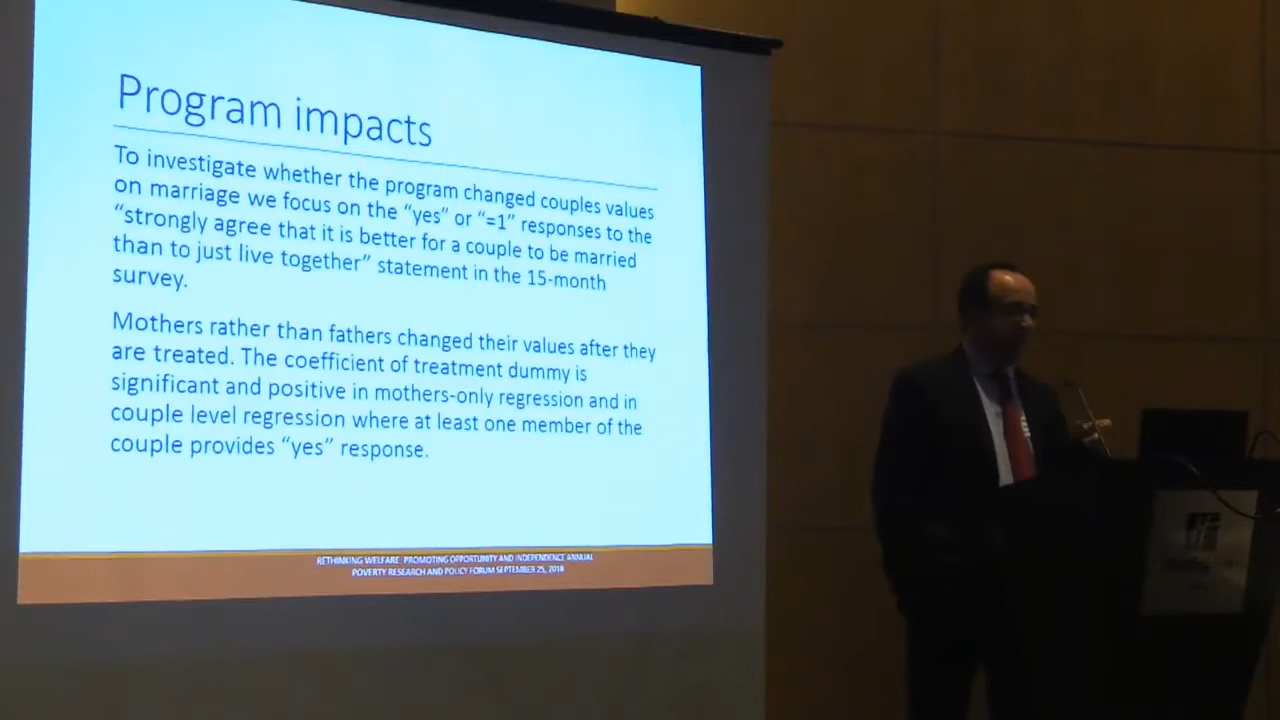 Program impacts
To investigate whether the program changed couples values
on marriage we focus on the “yes” or “=1” responses to the
“strongly agree that it is better for a couple to be married
than to just live together” statement in the 15-month
survey.
Mothers rather than fathers changed their values after they
are treated. The coefficient of treatment dummy is
significant and positive in mothers-only regression and in
couple level regression where at least one member of the
couple provides “yes” response.
RETHINKING WELFARE: PROMOTING OPPORTUNITY AND INDEPENDENCE ANNUAL
POVERTY RESEARCH AND POLICY FORUM SEPTEMBER 25, 2018